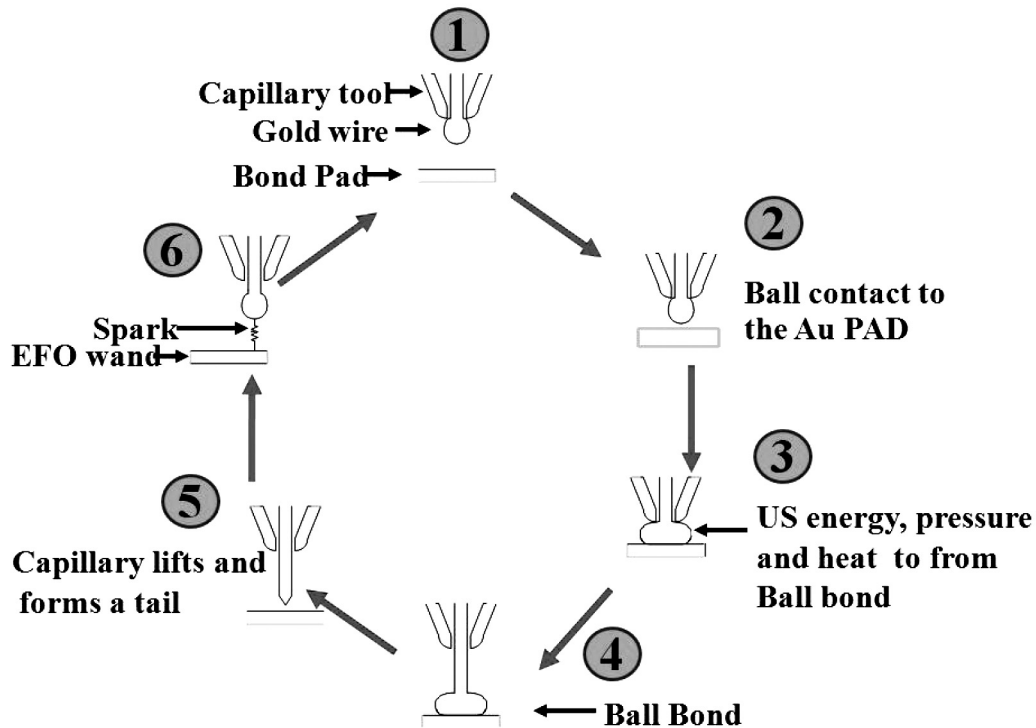 1
Capillary tool
Gold wire
Bond Pad
2
Ball contact to
the Au PAD
3
US energy, pressure
and heat to from
Ball bond
4
Ball Bond
5
Capillary lifts and
forms a tail
6
Spark
EFO wand